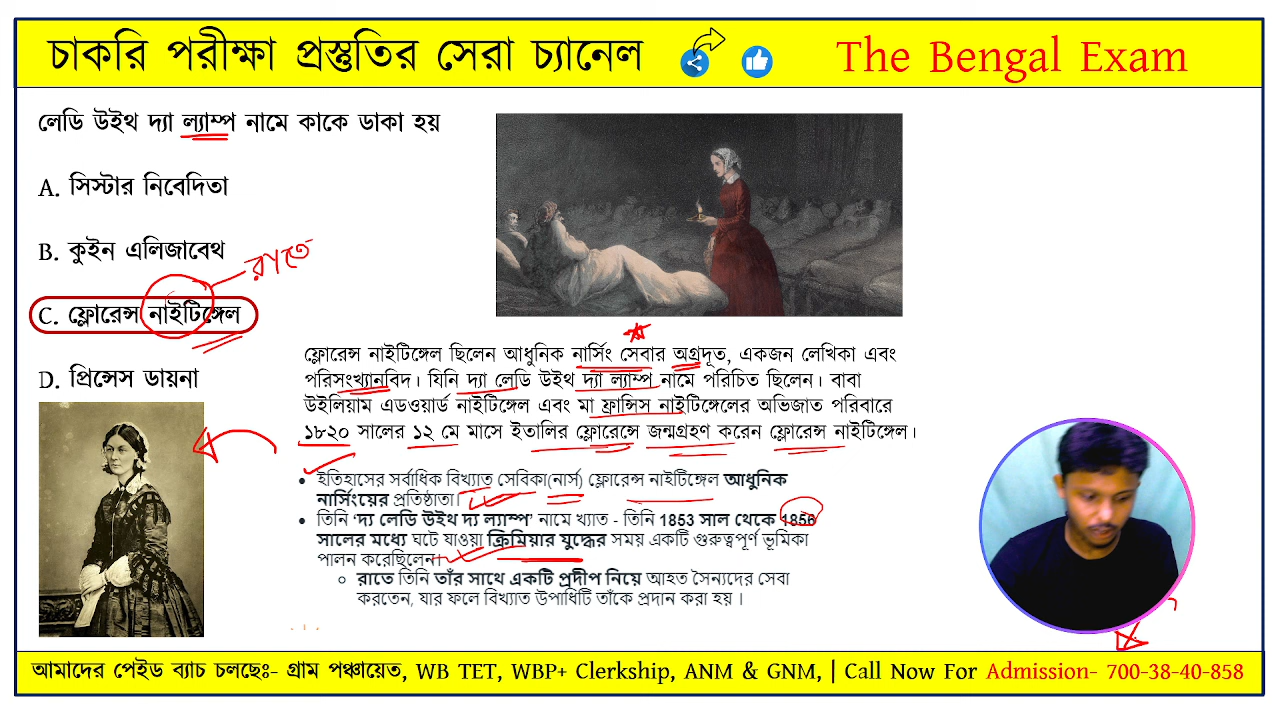 চাকরি পরীক্ষা প্রস্তুতির সেরা চ্যানেল
The Bengal Exam
লেডি উইথ দ্যা ল্যাম্প নামে কাকে ডাকা হয়
A. সিস্টার নিবেদিতা
B. কুইন এলিজাবেথ
রাতে
C. ফ্লোরেন্স নাইটিঙ্গেল
D. প্রিন্সেস ডায়না
ফ্লোরেন্স নাইটিঙ্গেল ছিলেন আধুনিক নার্সিং সেবার অগ্রদূত, একজন লেখিকা এবং
পরিসংখ্যানবিদ। যিনি দ্যা লেডি উইথ দ্যা ল্যাম্প নামে পরিচিত ছিলেন। বাবা
উইলিয়াম এডওয়ার্ড নাইটিঙ্গেল এবং মা ফ্রান্সিস নাইটিঙ্গেলের অভিজাত পরিবারে
১৮২০ সালের ১২ মে মাসে ইতালির ফ্লোরেন্সে জন্মগ্রহণ করেন ফ্লোরেন্স নাইটিঙ্গেল।
• ইতিহাসের সর্বাধিক বিখ্যাত সেবিকা(নার্স) ফ্লোরেন্স নাইটিঙ্গেল আধুনিক
নার্সিংয়ের প্রতিষ্ঠাতা।
• তিনি ‘দ্য লেডি উইথ দ্য ল্যাম্প’ নামে খ্যাত - তিনি 1853 সাল থেকে 1856
সালের মধ্যে ঘটে যাওয়া ক্রিমিয়ার যুদ্ধের সময় একটি গুরুত্বপূর্ণ ভূমিকা
পালন করেছিলেন।
○ রাতে তিনি তাঁর সাথে একটি প্রদীপ নিয়ে আহত সৈন্যদের সেবা
করতেন, যার ফলে বিখ্যাত উপাধিটি তাঁকে প্রদান করা হয় ।
আমাদের পেইড ব্যাচ চলছেঃ- গ্রাম পঞ্চায়েত, WB TET, WBP+ Clerkship, ANM & GNM, | Call Now For Admission- 700-38-40-858